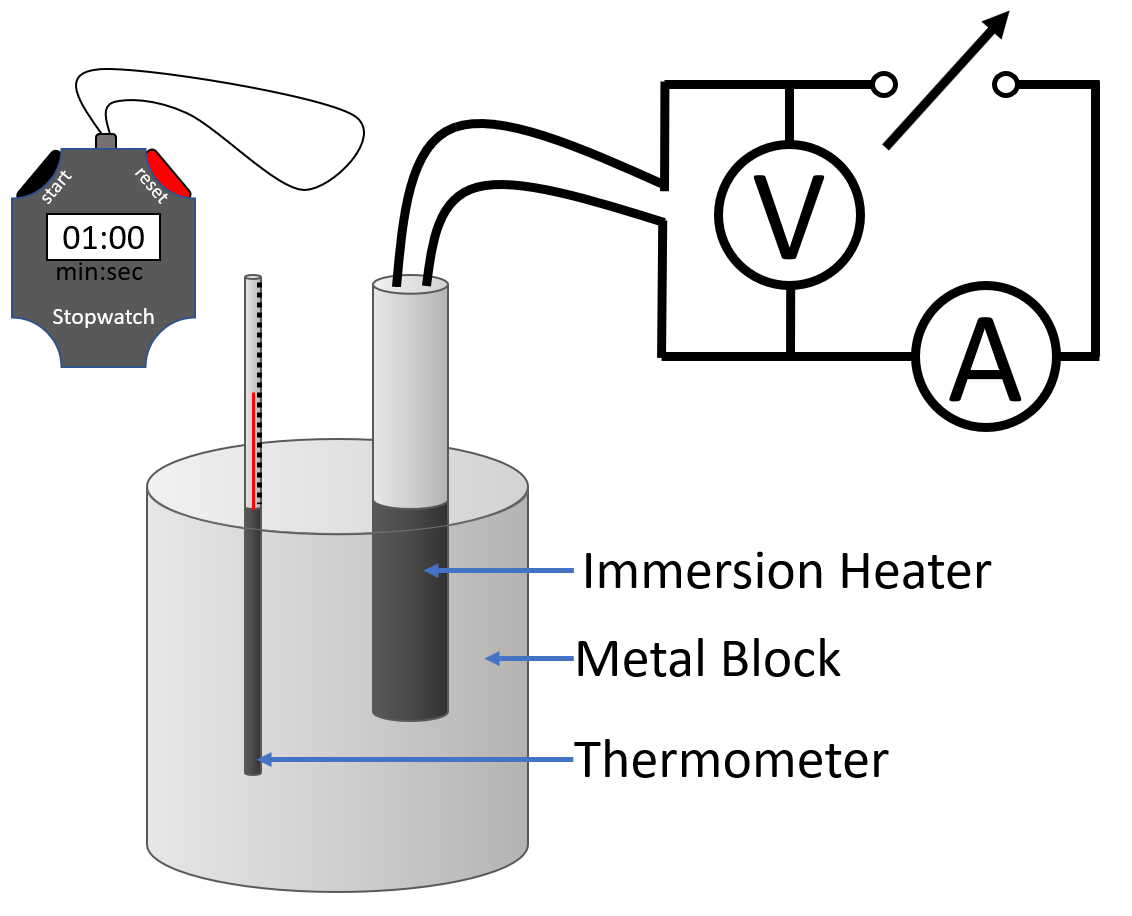 start
reset
01:00
min:sec
Stopwatch
V
A
Immersion Heater
Metal Block
Thermometer